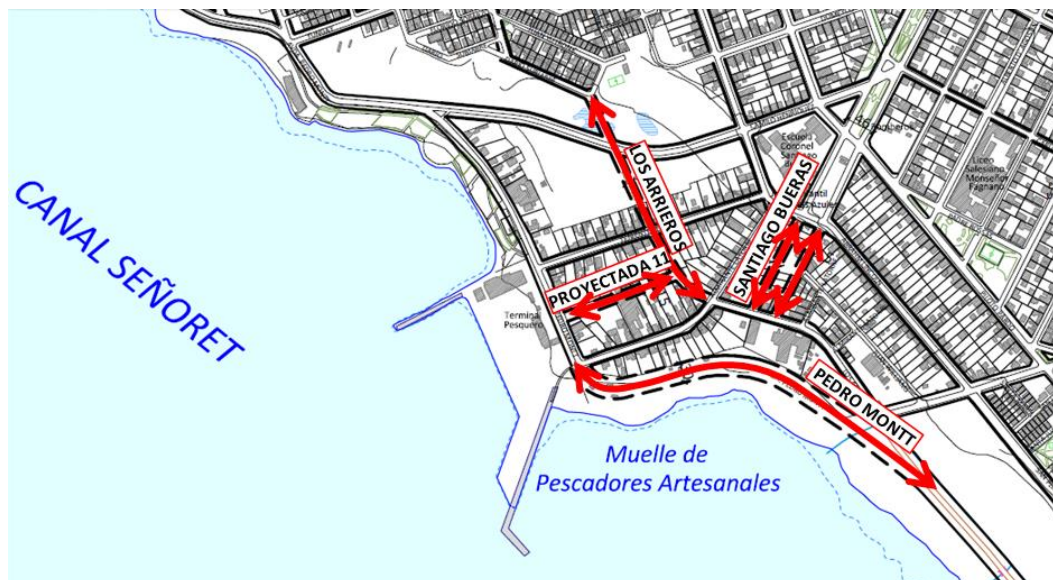 CANAL SEÑORET
LOS ARRIEROS
SANTIAGO BUERAS
PROYECTADA 11
PEDRO MONTT
Terminal
Pesquero
Muelle de
Pescadores Artesanales
Escuela
Coronel
Liceo
Salesiano
Monseñor
Fagnano